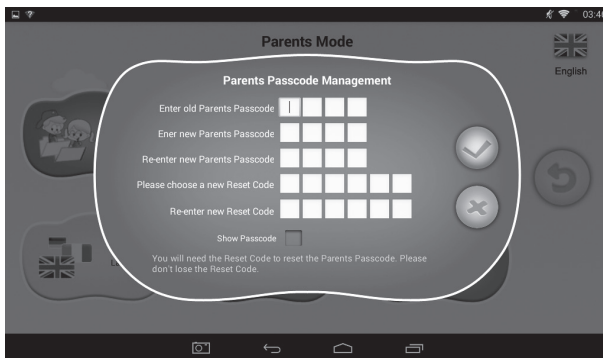 03:40
Parents Mode
English
Parents Passcode Management
Enter old Parents Passcode
Ener new Parents Passcode
Re-enter new Parents Passcode
Please choose a new Reset Code
Re-enter new Reset Code
Show Passcode
You will need the Reset Code to reset the Parents Passcode. Please
don't lose the Reset Code.